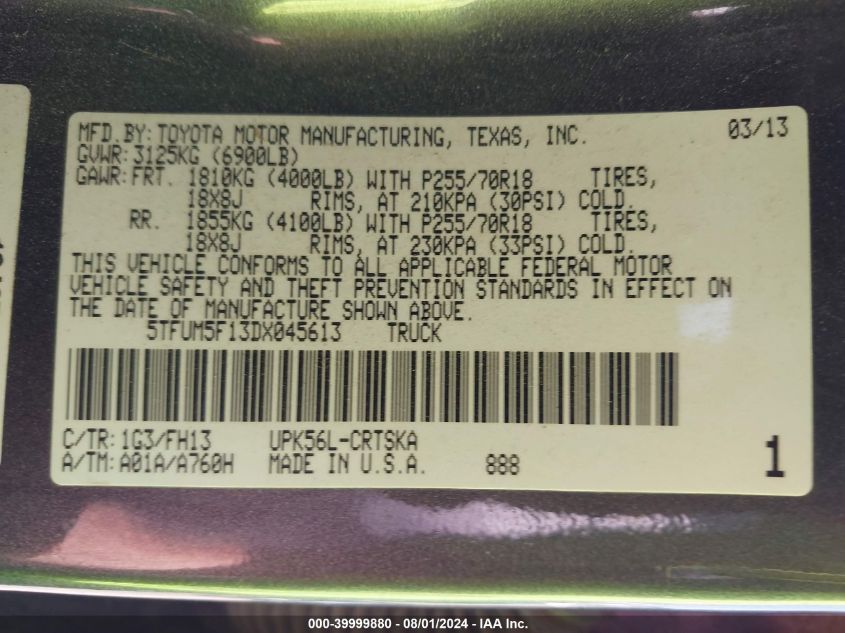 MFD. BY: TOYOTA MOTOR MANUFACTURING, TEXAS, INC. 03/13
GVWR: 3125KG (6900LB)
GAWR: FRT. 1810KG (4000LB) WITH P255/70R18 TIRES,
18X8J RIMS, AT 210KPA (30PSI) COLD.
RR. 1855KG (4100LB) WITH P255/70R18 TIRES,
18X8J RIMS, AT 230KPA (33PSI) COLD.
THIS VEHICLE CONFORMS TO ALL APPLICABLE FEDERAL MOTOR
VEHICLE SAFETY AND THEFT PREVENTION STANDARDS IN EFFECT ON
THE DATE OF MANUFACTURE SHOWN ABOVE.
5TFUM5F13DX045613 TRUCK
C/TR: 1G3/FH13 UPK56L-CRTSKA
A/TM: A01A/A760H MADE IN U.S.A. 888 1
000-39999880 - 08/01/2024 - IAA Inc.